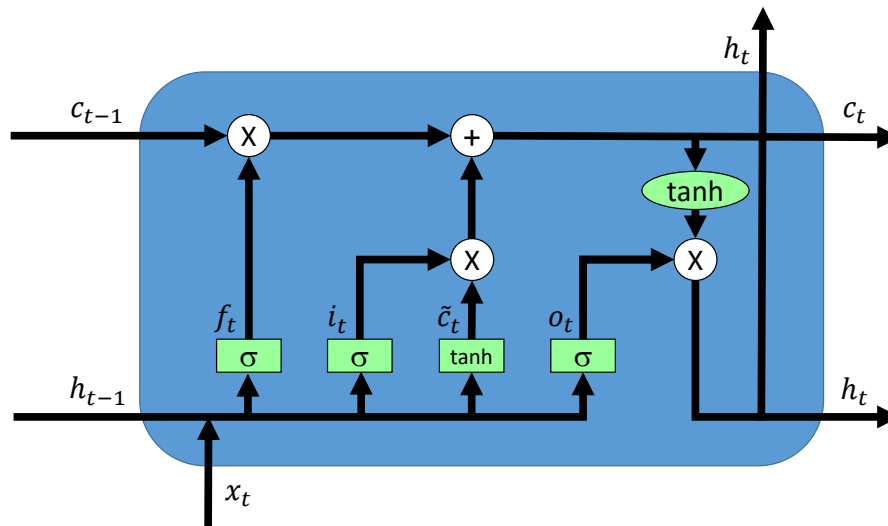 h_t
c_{t-1}
X
+
c_t
tanh
X
X
f_t
i_t
c̃_t
o_t
σ
σ
tanh
σ
h_{t-1}
h_t
x_t